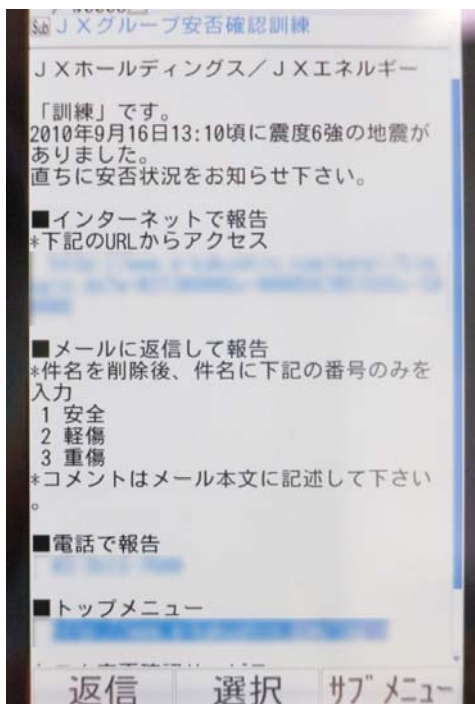 Sub JXグループ安否確認訓練
JXホールディングス/JXエネルギー
「訓練」です。
2010年9月16日13:10頃に震度6強の地震が
ありました。
直ちに安否状況をお知らせ下さい。
■インターネットで報告
*下記のURLからアクセス
■メールに返信して報告
*件名を削除後、件名に下記の番号のみを
入力
1 安全
2 軽傷
3 重傷
*コメントはメール本文に記述して下さい
。
■電話で報告
■トップメニュー
返信 選択 サブメニュー